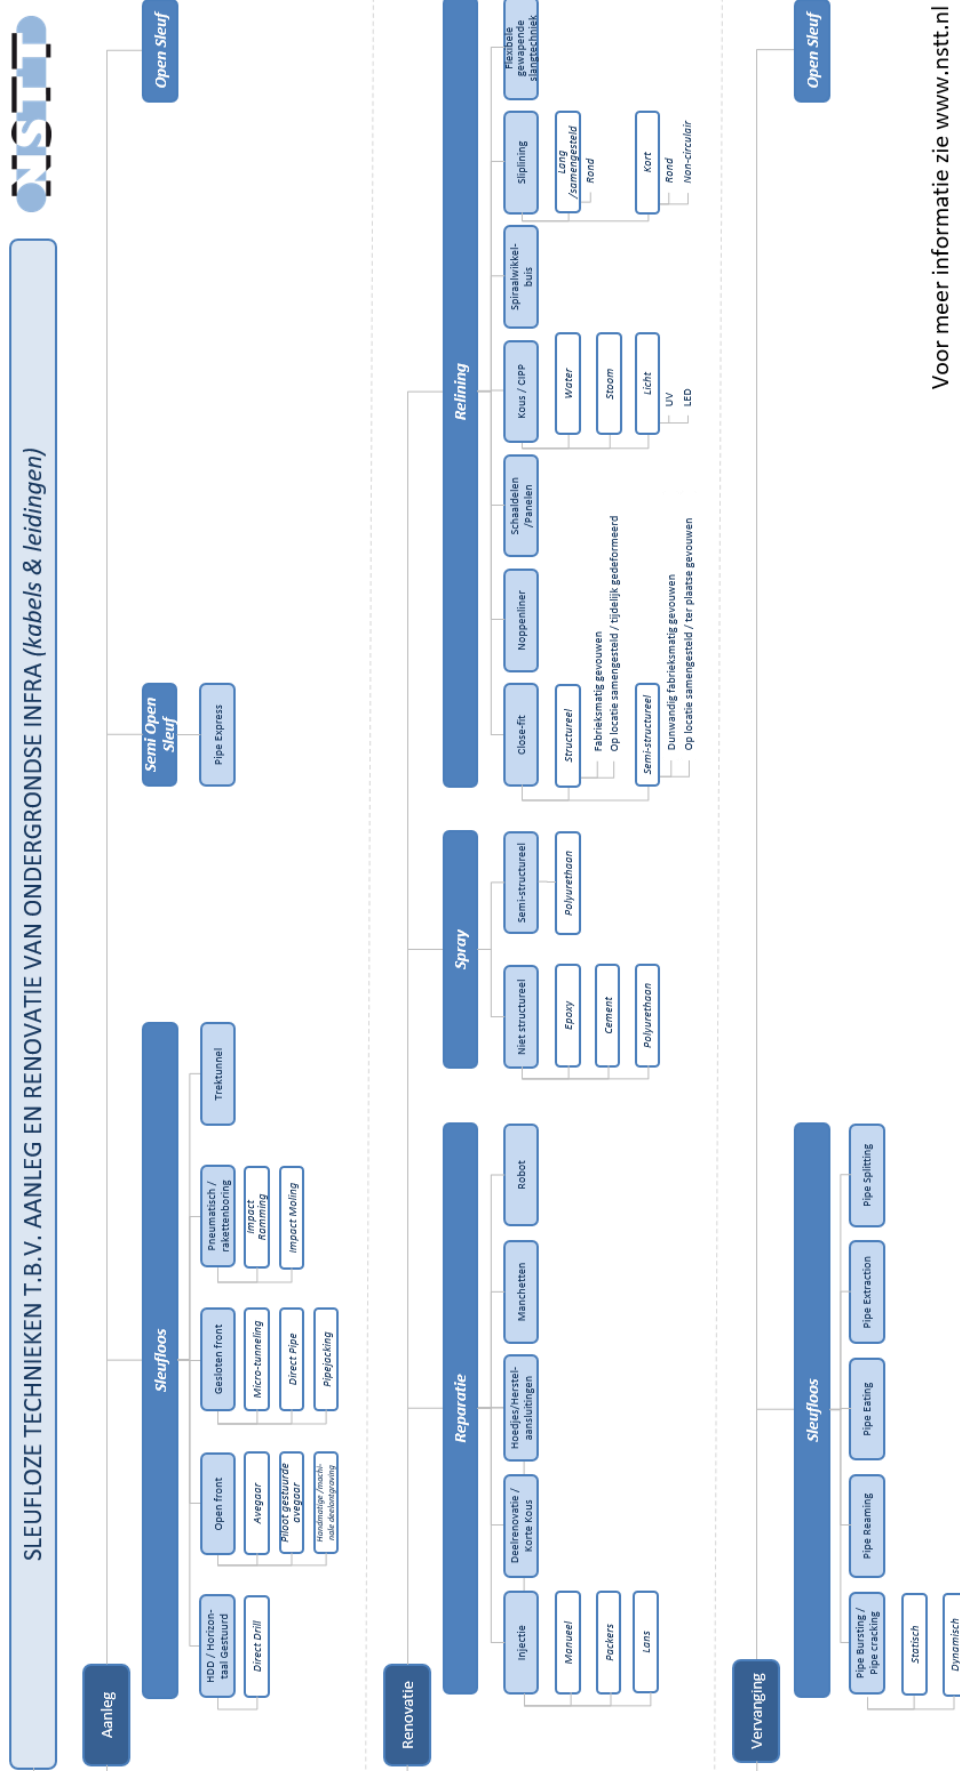 NSTT
SLEUFLOZE TECHNIEKEN T.B.V. AANLEG EN RENOVATIE VAN ONDERGRONDSE INFRA (kabels & leidingen)
Aanleg
Sleufloos
HDD / Horizon-
taal Gestuurd
Direct Drill
Open front
Avegaar
Piloot gestuurde
avegaar
Handmatige /machi-
nale deelontgraving
Gesloten front
Micro-tunneling
Direct Pipe
Pipejacking
Pneumatisch /
rakettenboring
Impact
Ramming
Impact Moling
Trektunnel
Semi Open
Sleuf
Pipe Express
Open Sleuf
Renovatie
Reparatie
Injectie
Manueel
Packers
Lans
Deelrenovatie /
Korte Kous
Hoedjes/Herstel-
aansluitingen
Manchetten
Robot
Spray
Niet structureel
Epoxy
Cement
Polyurethaan
Semi-structureel
Polyurethaan
Relining
Close-fit
Structureel
Fabrieksmatig gevouwen
Op locatie samengesteld / tijdelijk gedeformeerd
Semi-structureel
Dunwandig fabrieksmatig gevouwen
Op locatie samengesteld / ter plaatse gevouwen
Noppenliner
Schaaldelen
/Panelen
Kous / CIPP
Water
Stoom
Licht
UV
LED
Spiraalwikkel-
buis
Sliplining
Lang
/samengesteld
Rond
Kort
Rond
Non-circulair
Flexibele
gewapende
slangtechniek
Vervanging
Sleufloos
Pipe Bursting /
Pipe cracking
Statisch
Dynamisch
Pipe Reaming
Pipe Eating
Pipe Extraction
Pipe Splitting
Open Sleuf
Voor meer informatie zie www.nstt.nl